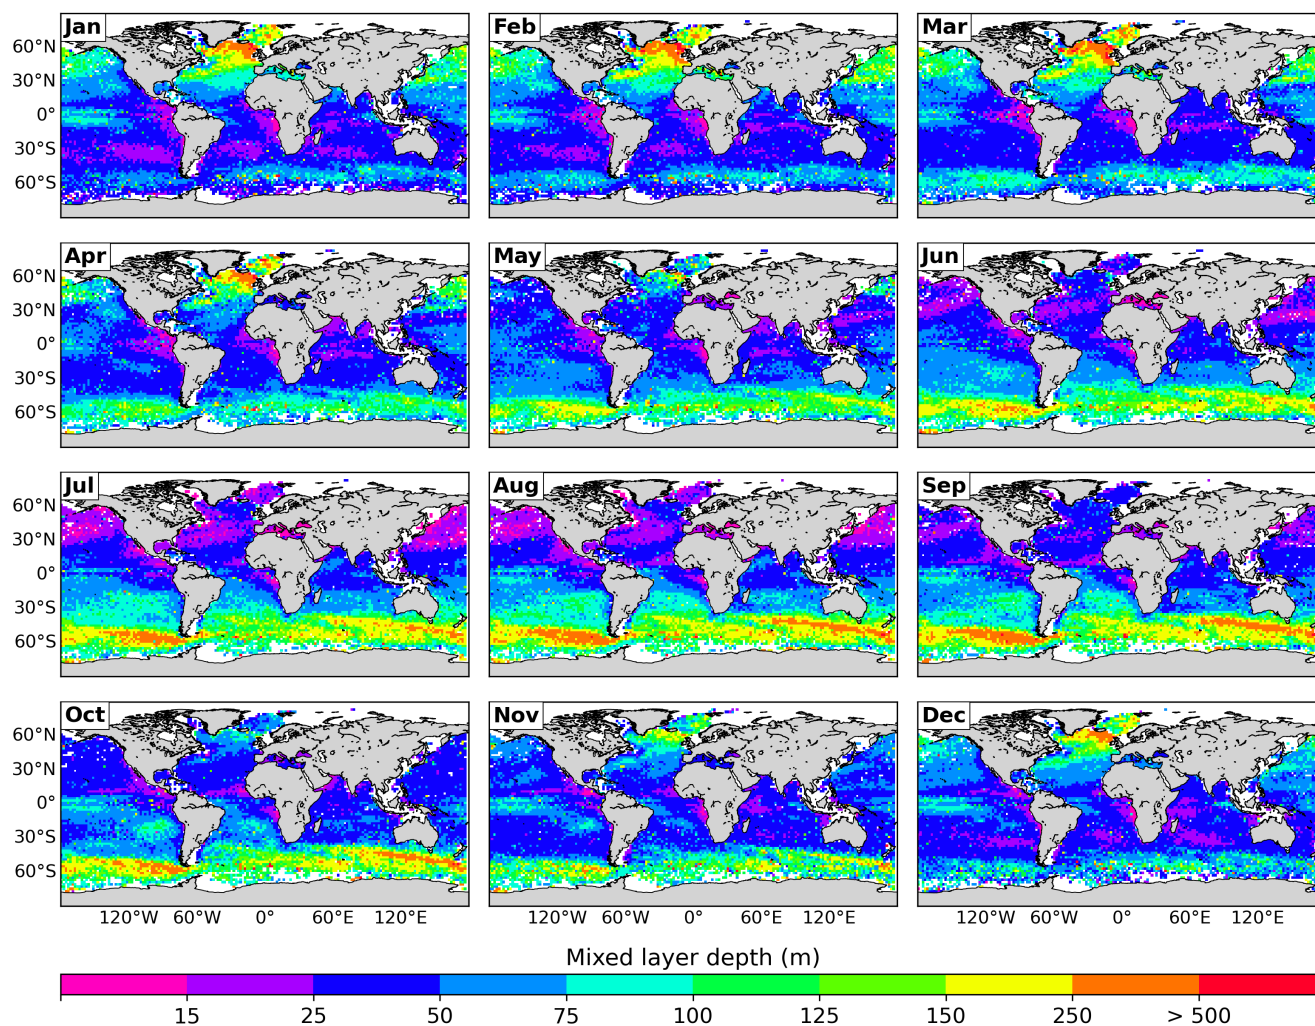 Jan Feb Mar
60°N
30°N
0°
30°S
60°S
Apr May Jun
60°N
30°N
0°
30°S
60°S
Jul Aug Sep
60°N
30°N
0°
30°S
60°S
Oct Nov Dec
60°N
30°N
0°
30°S
60°S
120°W 60°W 0° 60°E 120°E 120°W 60°W 0° 60°E 120°E 120°W 60°W 0° 60°E 120°E
Mixed layer depth (m)
15 25 50 75 100 125 150 250 > 500